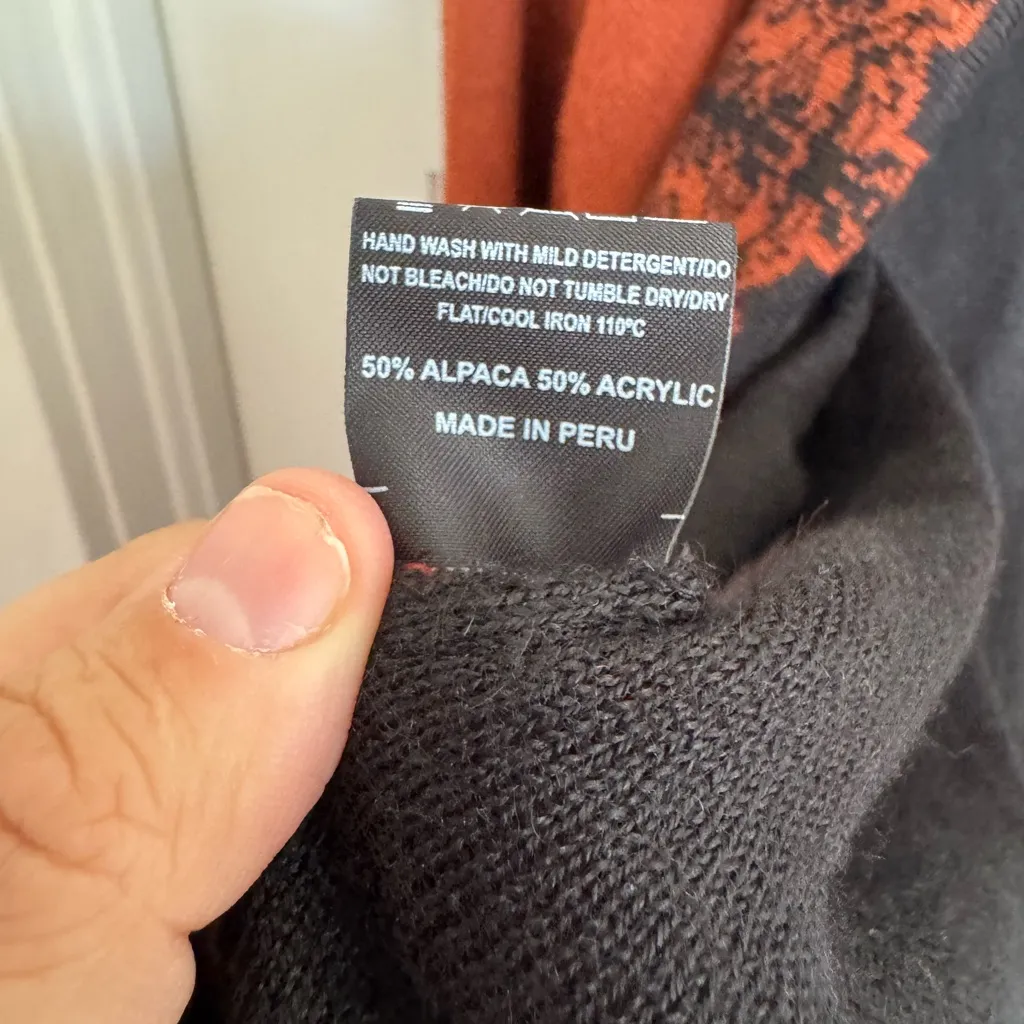 HAND WASH WITH MILD DETERGENT/DO
NOT BLEACH/DO NOT TUMBLE DRY/DRY
FLAT/COOL IRON 110ºC
50% ALPACA 50% ACRYLIC
MADE IN PERU